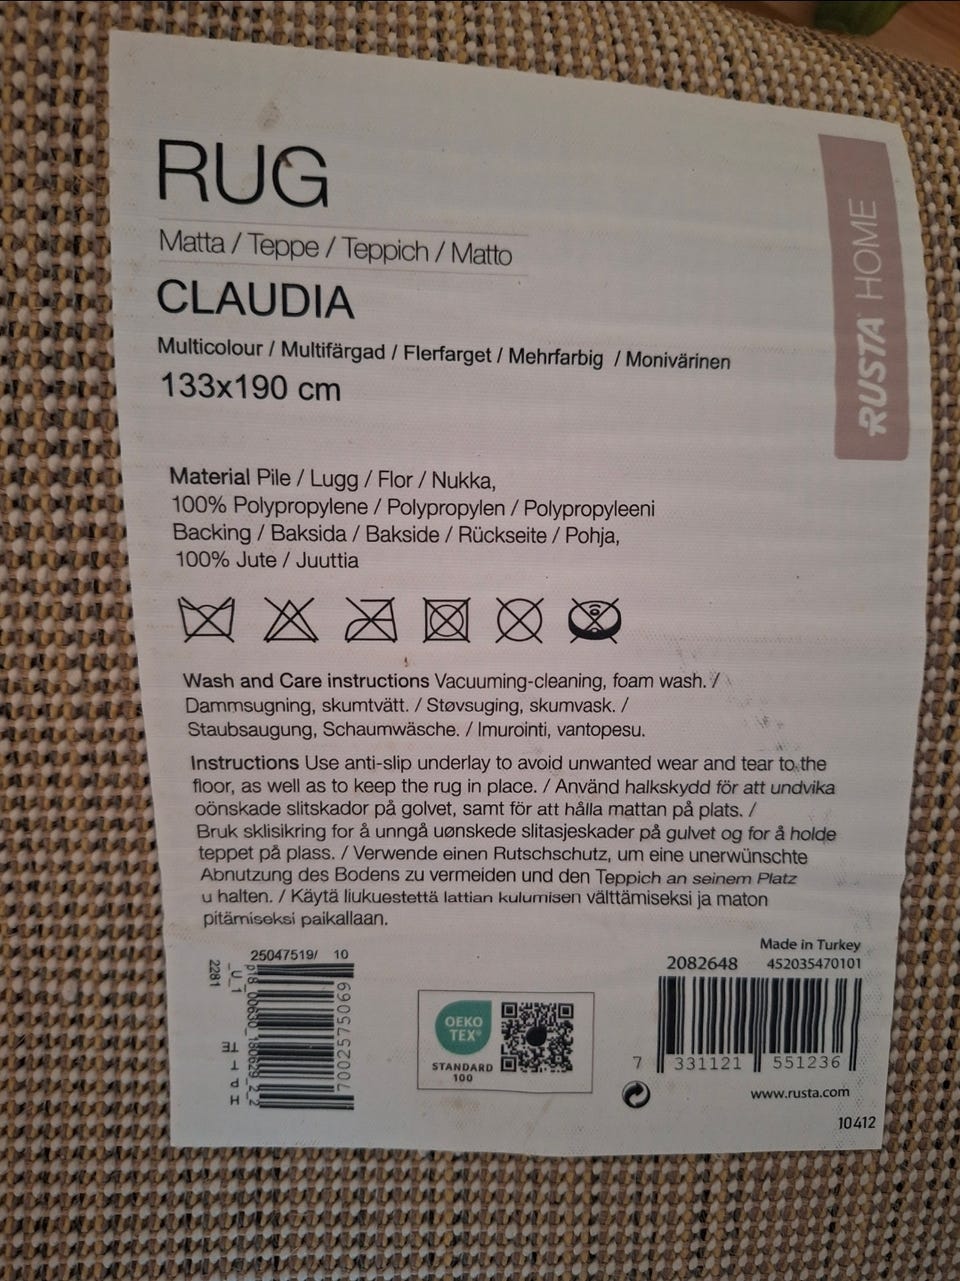 RUG
Matta / Teppe / Teppich / Matto
CLAUDIA
Multicolour / Multifärgad / Flerfarget / Mehrfarbig / Monivärinen
133x190 cm
RUSTA HOME
Material Pile / Lugg / Flor / Nukka,
100% Polypropylene / Polypropylen / Polypropyleeni
Backing / Baksida / Bakside / Rückseite / Pohja,
100% Jute / Juuttia
Wash and Care instructions Vacuuming-cleaning, foam wash. /
Dammsugning, skumtvätt. / Støvsuging, skumvask. /
Staubsaugung, Schaumwäsche. / Imurointi, vantopesu.
Instructions Use anti-slip underlay to avoid unwanted wear and tear to the
floor, as well as to keep the rug in place. / Använd halkskydd för att undvika
oönskade slitskador på golvet, samt för att hålla mattan på plats. /
Bruk sklisikring for å unngå uønskede slitasjeskader på gulvet og for å holde
teppet på plass. / Verwende einen Rutschschutz, um eine unerwünschte
Abnutzung des Bodens zu vermeiden und den Teppich an seinem Platz
u halten. / Käytä liukuestettä lattian kulumisen välttämiseksi ja maton
pitämiseksi paikallaan.
25047519/ 10
2281
7002575069
OEKO
TEX®
STANDARD
100
Made in Turkey
2082648 452035470101
7 331121 551236
www.rusta.com
10412